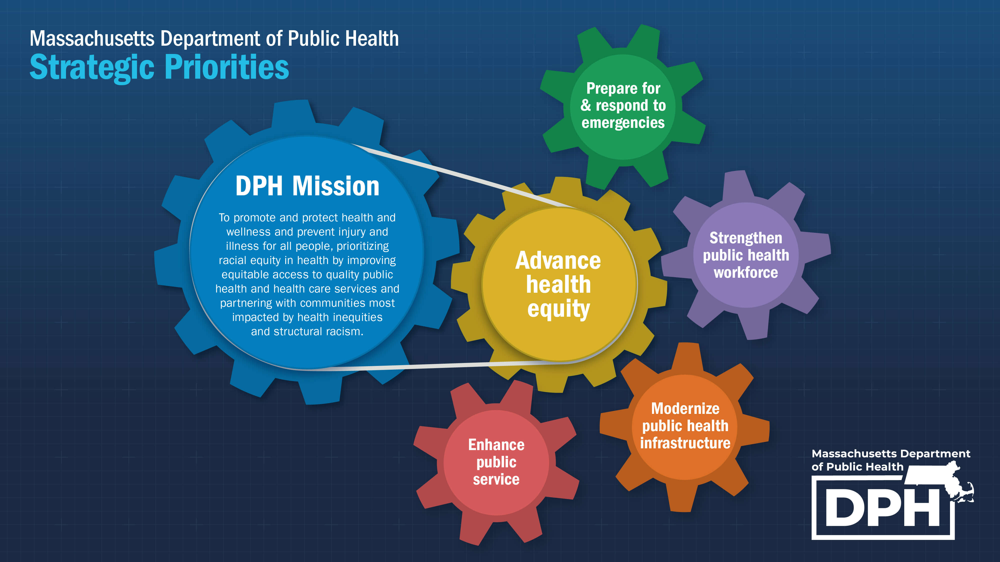 Massachusetts Department of Public Health
Strategic Priorities
DPH Mission
To promote and protect health and
wellness and prevent injury and
illness for all people, prioritizing
racial equity in health by improving
equitable access to quality public
health and health care services and
partnering with communities most
impacted by health inequities
and structural racism.
Advance
health
equity
Prepare for
& respond to
emergencies
Strengthen
public health
workforce
Modernize
public health
infrastructure
Enhance
public
service
Massachusetts Department
of Public Health
DPH